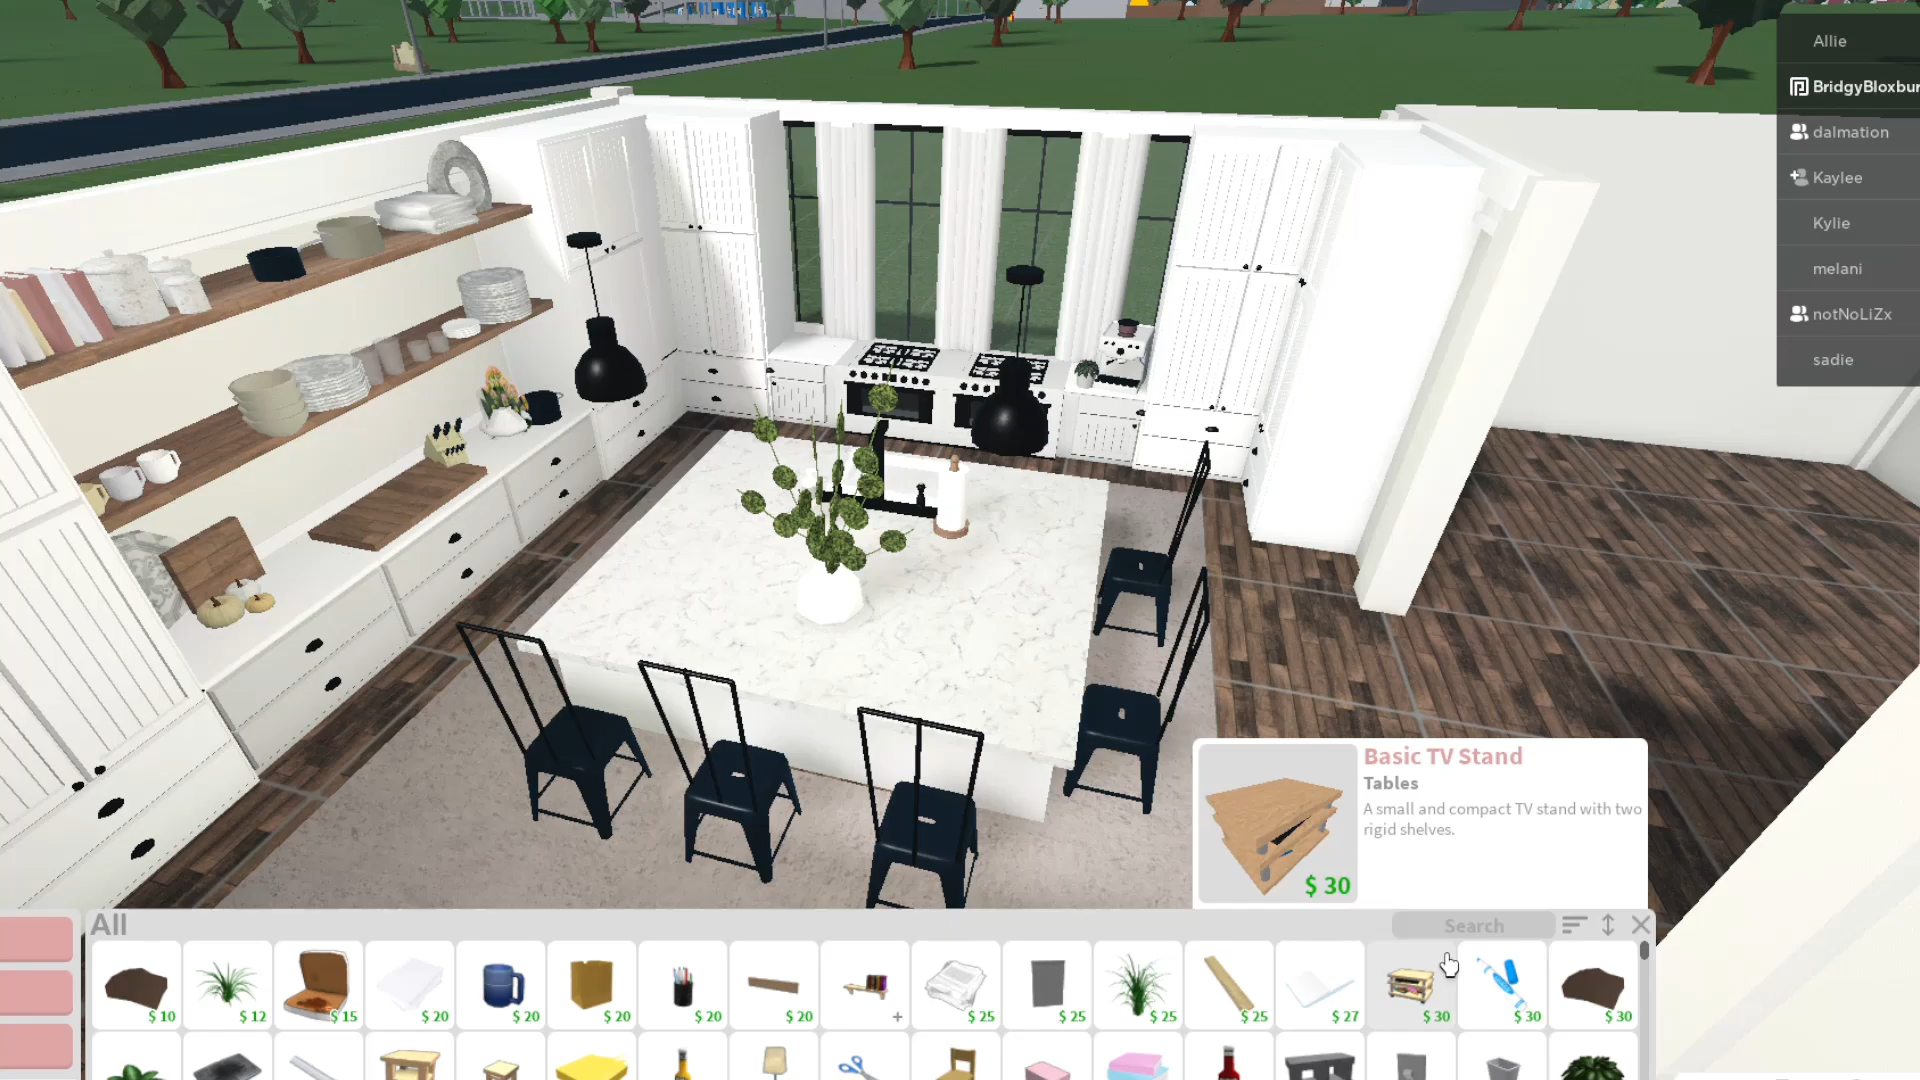 Allie
BridgyBloxbur
dalmation
Kaylee
Kylie
melani
notNoLiZx
sadie
Basic TV Stand
Tables
A small and compact TV stand with two
rigid shelves.
$ 30
All
Search
$ 10
$ 12
$ 15
$ 20
$ 20
$ 20
$ 20
$ 20
+
$ 25
$ 25
$ 25
$ 25
$ 27
$ 30
$ 30
$ 30